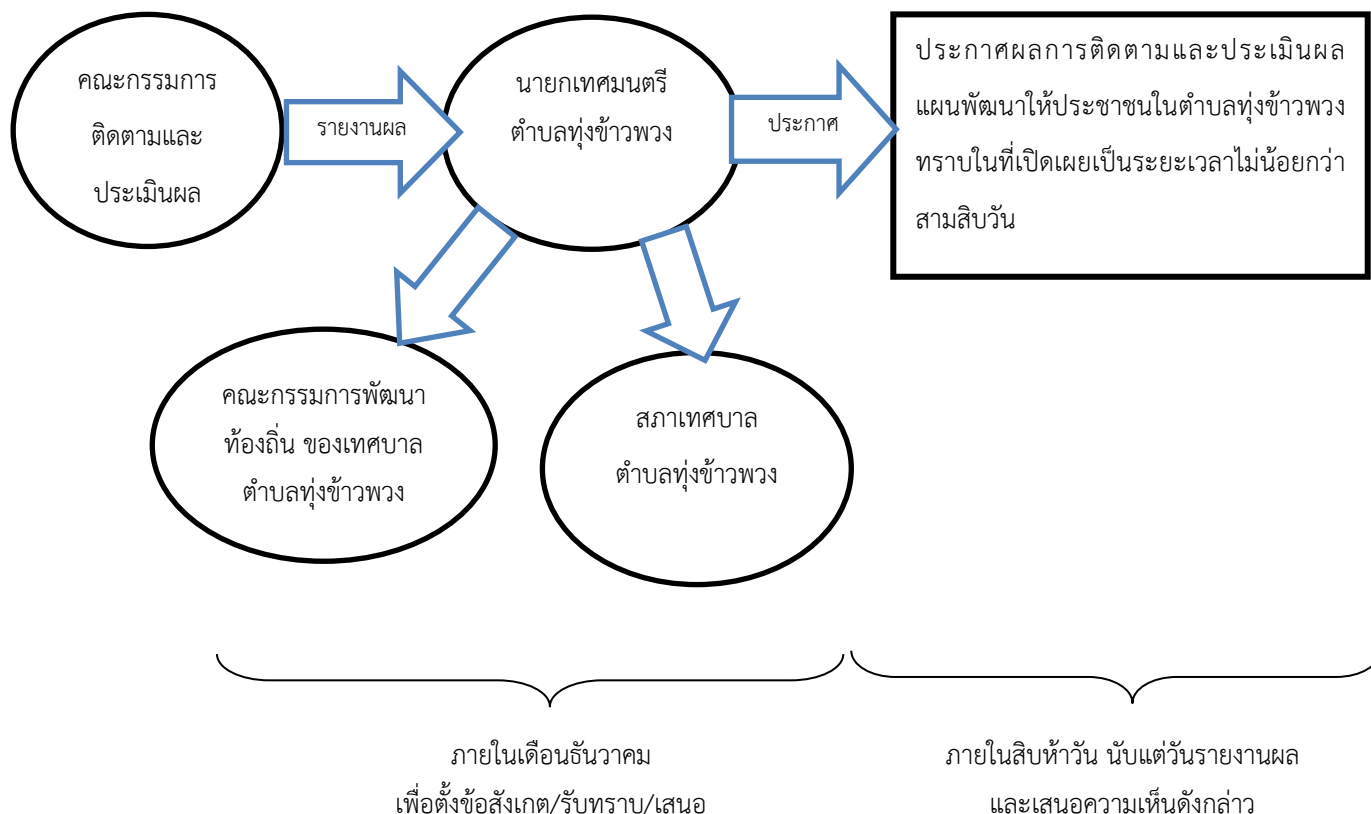 คณะกรรมการ
ติดตามและ
ประเมินผล
รายงานผล
นายกเทศมนตรี
ตำบลทุ่งข้าวพวง
ประกาศ
ประกาศผลการติดตามและประเมินผล
แผนพัฒนาให้ประชาชนในตำบลทุ่งข้าวพวง
ทราบในที่เปิดเผยเป็นระยะเวลาไม่น้อยกว่า
สามสิบวัน
คณะกรรมการพัฒนา
ท้องถิ่น ของเทศบาล
ตำบลทุ่งข้าวพวง
สภาเทศบาล
ตำบลทุ่งข้าวพวง
ภายในเดือนธันวาคม
เพื่อตั้งข้อสังเกต/รับทราบ/เสนอ
ภายในสิบห้าวัน นับแต่วันรายงานผล
และเสนอความเห็นดังกล่าว